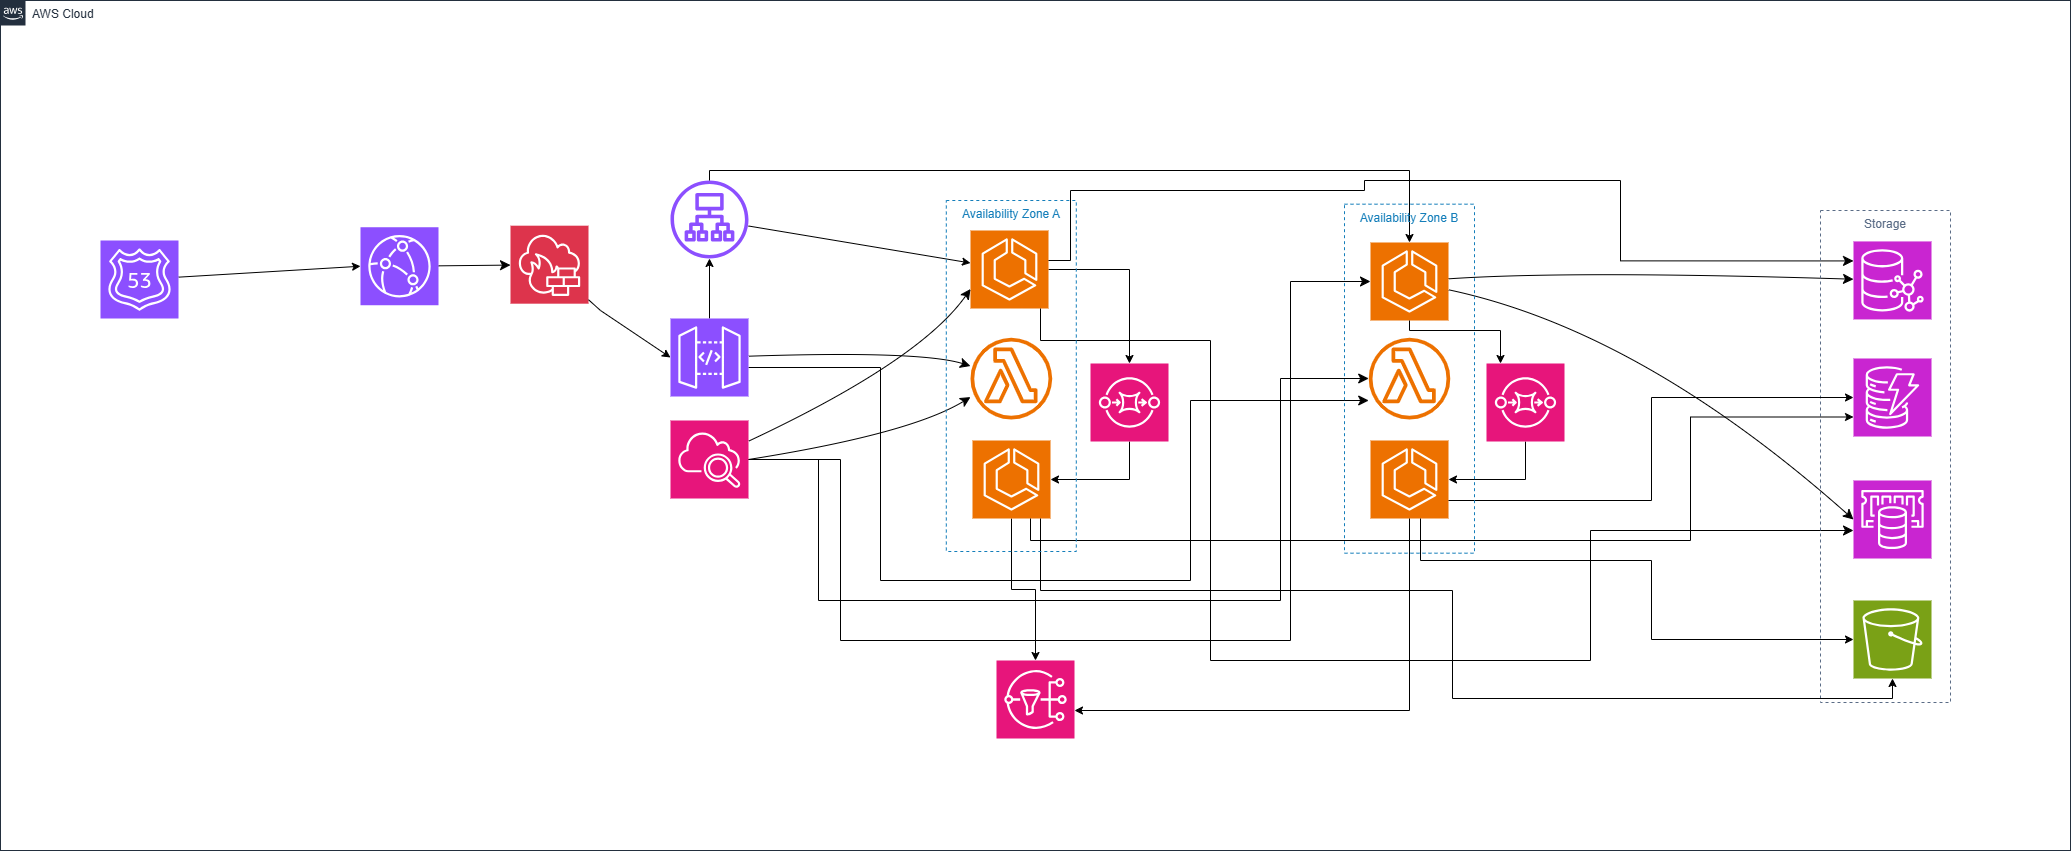 aws
AWS Cloud
Availability Zone A
Availability Zone B
Storage
53
</>